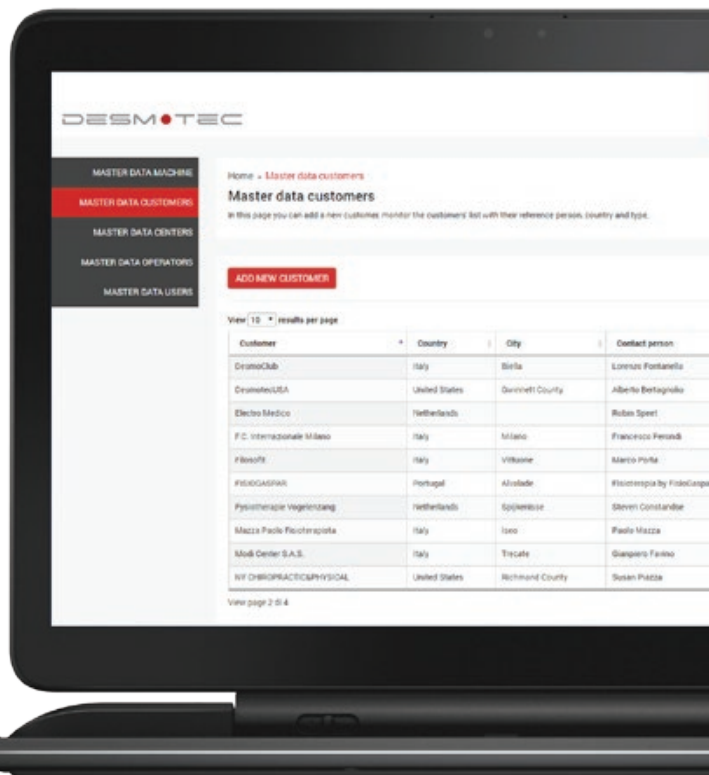 DESMOTEC
MASTER DATA MACHINE
MASTER DATA CUSTOMERS
MASTER DATA CENTERS
MASTER DATA OPERATORS
MASTER DATA USERS
Home » Master data customers
Master data customers
In this page you can add a new customer, monitor the customers' list with their reference person, country and type.
ADD NEW CUSTOMER
View 10 results per page
Customer Country City Contact person
DesmoClub Italy Biella Lorenzo Fontanella
DesmotecUSA United States Gwinnett County Alberto Bertagnolio
Electro Medico Netherlands Robin Speet
F.C. Internazionale Milano Italy Milano Francesco Perondi
Filosofit Italy Vittuone Marco Porta
FISIOGASPAR Portugal Alvalade Fisioterapia by FisioGaspa
Fysiotherapie Vogelenzang Netherlands Spijkenisse Steven Constandse
Mazza Paolo Fisioterapista Italy Iseo Paolo Mazza
Modi Center S.A.S. Italy Trecate Gianpiero Favino
NY CHIROPRACTIC&PHYSICAL United States Richmond County Susan Piazza
View page 2 di 4